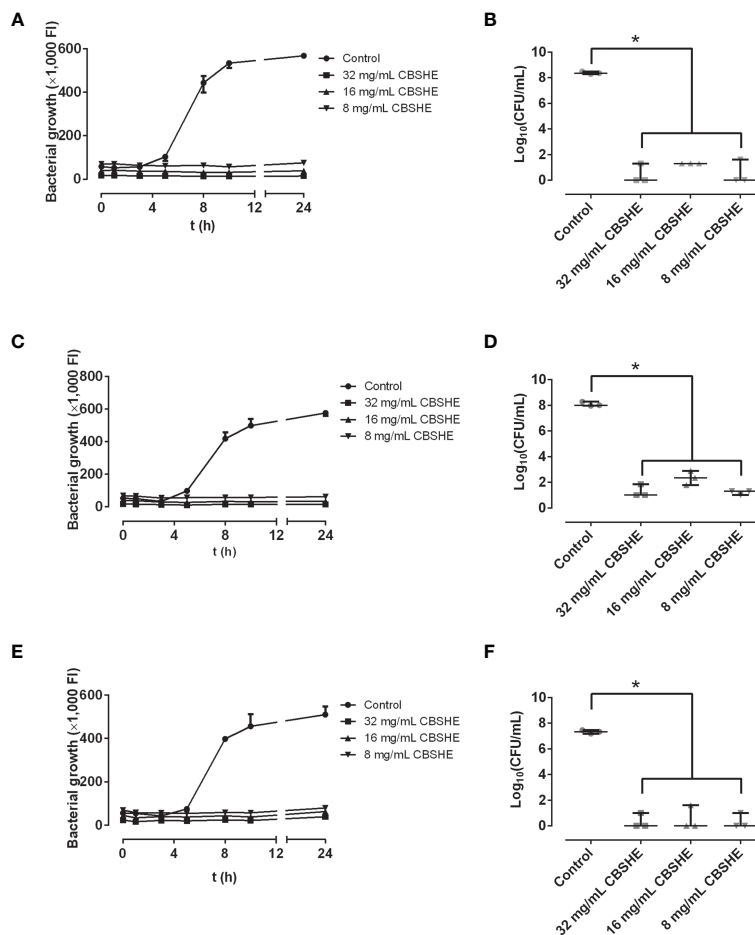 A
Bacterial growth (×1,000 FI)
600
400
200
0
0 4 8 12 24
t (h)
Control
32 mg/mL CBSHE
16 mg/mL CBSHE
8 mg/mL CBSHE
B
Log10(CFU/mL)
10
8
6
4
2
0
*
Control
32 mg/mL CBSHE
16 mg/mL CBSHE
8 mg/mL CBSHE
C
Bacterial growth (×1,000 FI)
800
600
400
200
0
0 4 8 12 24
t (h)
Control
32 mg/mL CBSHE
16 mg/mL CBSHE
8 mg/mL CBSHE
D
Log10(CFU/mL)
10
8
6
4
2
0
*
Control
32 mg/mL CBSHE
16 mg/mL CBSHE
8 mg/mL CBSHE
E
Bacterial growth (×1,000 FI)
600
400
200
0
0 4 8 12 24
t (h)
Control
32 mg/mL CBSHE
16 mg/mL CBSHE
8 mg/mL CBSHE
F
Log10(CFU/mL)
10
8
6
4
2
0
*
Control
32 mg/mL CBSHE
16 mg/mL CBSHE
8 mg/mL CBSHE